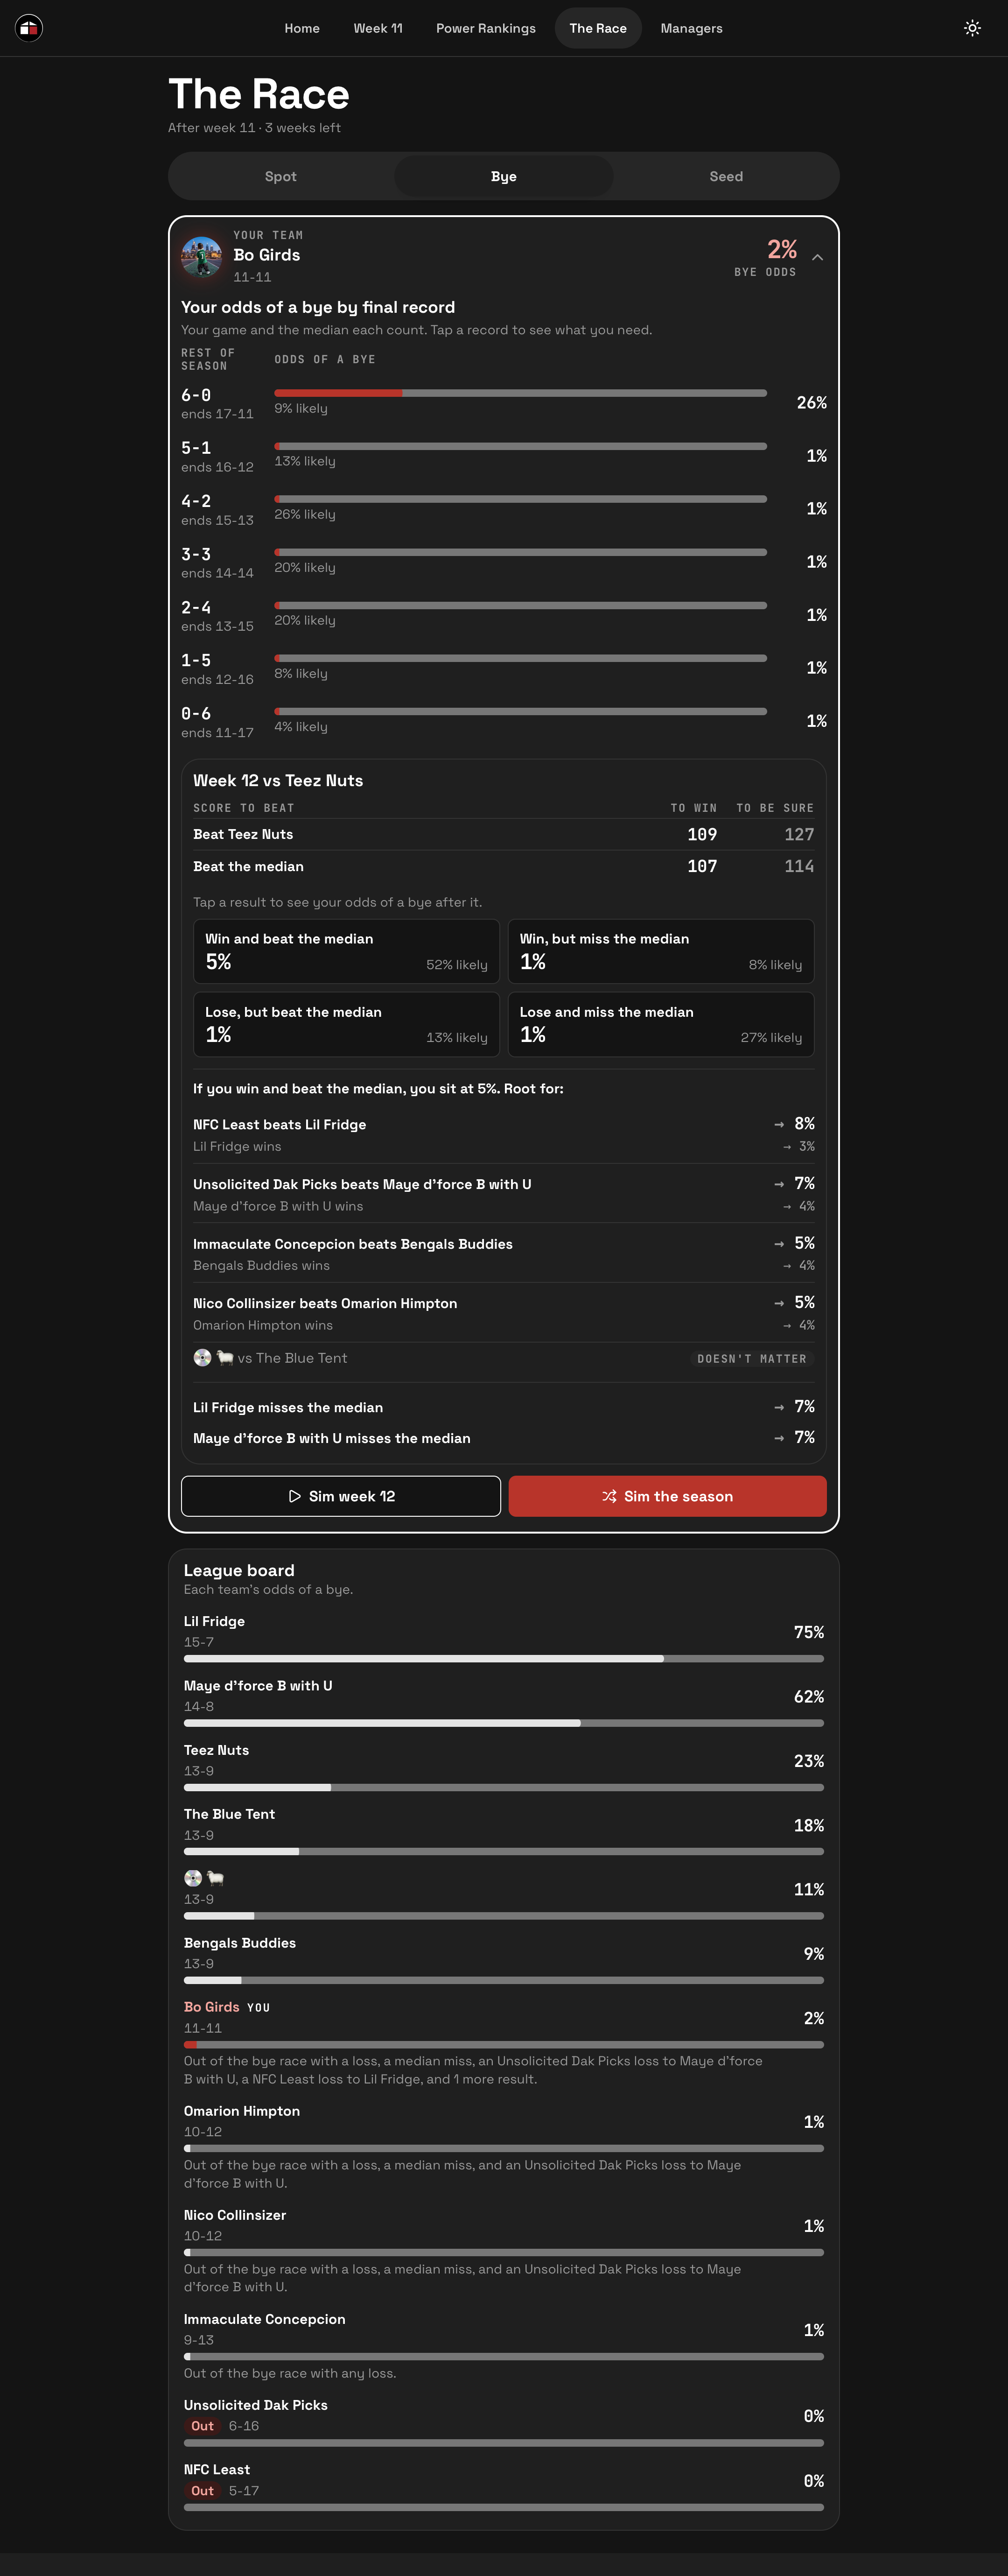 Home
Week 11
Power Rankings
The Race
Managers
The Race
After week 11 · 3 weeks left
Spot
Bye
Seed
YOUR TEAM
Bo Girds
11-11
2%
BYE ODDS
Your odds of a bye by final record
Your game and the median each count. Tap a record to see what you need.
REST OF
SEASON
ODDS OF A BYE
6-0
ends 17-11
9% likely
26%
5-1
ends 16-12
13% likely
1%
4-2
ends 15-13
26% likely
1%
3-3
ends 14-14
20% likely
1%
2-4
ends 13-15
20% likely
1%
1-5
ends 12-16
8% likely
1%
0-6
ends 11-17
4% likely
1%
Week 12 vs Teez Nuts
SCORE TO BEAT TO WIN TO BE SURE
Beat Teez Nuts 109 127
Beat the median 107 114
Tap a result to see your odds of a bye after it.
Win and beat the median
5% 52% likely
Win, but miss the median
1% 8% likely
Lose, but beat the median
1% 13% likely
Lose and miss the median
1% 27% likely
If you win and beat the median, you sit at 5%. Root for:
NFC Least beats Lil Fridge → 8%
Lil Fridge wins → 3%
Unsolicited Dak Picks beats Maye d'force B with U → 7%
Maye d'force B with U wins → 4%
Immaculate Concepcion beats Bengals Buddies → 5%
Bengals Buddies wins → 4%
Nico Collinsizer beats Omarion Himpton → 5%
Omarion Himpton wins → 4%
💿 🐑 vs The Blue Tent DOESN'T MATTER
Lil Fridge misses the median → 7%
Maye d'force B with U misses the median → 7%
Sim week 12
Sim the season
League board
Each team's odds of a bye.
Lil Fridge
15-7
75%
Maye d'force B with U
14-8
62%
Teez Nuts
13-9
23%
The Blue Tent
13-9
18%
💿 🐑
13-9
11%
Bengals Buddies
13-9
9%
Bo Girds YOU
11-11
2%
Out of the bye race with a loss, a median miss, an Unsolicited Dak Picks loss to Maye d'force
B with U, a NFC Least loss to Lil Fridge, and 1 more result.
Omarion Himpton
10-12
1%
Out of the bye race with a loss, a median miss, and an Unsolicited Dak Picks loss to Maye
d'force B with U.
Nico Collinsizer
10-12
1%
Out of the bye race with a loss, a median miss, and an Unsolicited Dak Picks loss to Maye
d'force B with U.
Immaculate Concepcion
9-13
1%
Out of the bye race with any loss.
Unsolicited Dak Picks
Out 6-16
0%
NFC Least
Out 5-17
0%